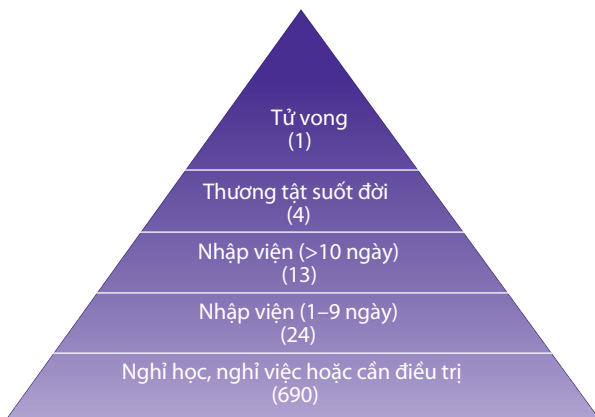 Tử vong
(1)
Thương tật suốt đời
(4)
Nhập viện (>10 ngày)
(13)
Nhập viện (1–9 ngày)
(24)
Nghỉ học, nghỉ việc hoặc cần điều trị
(690)